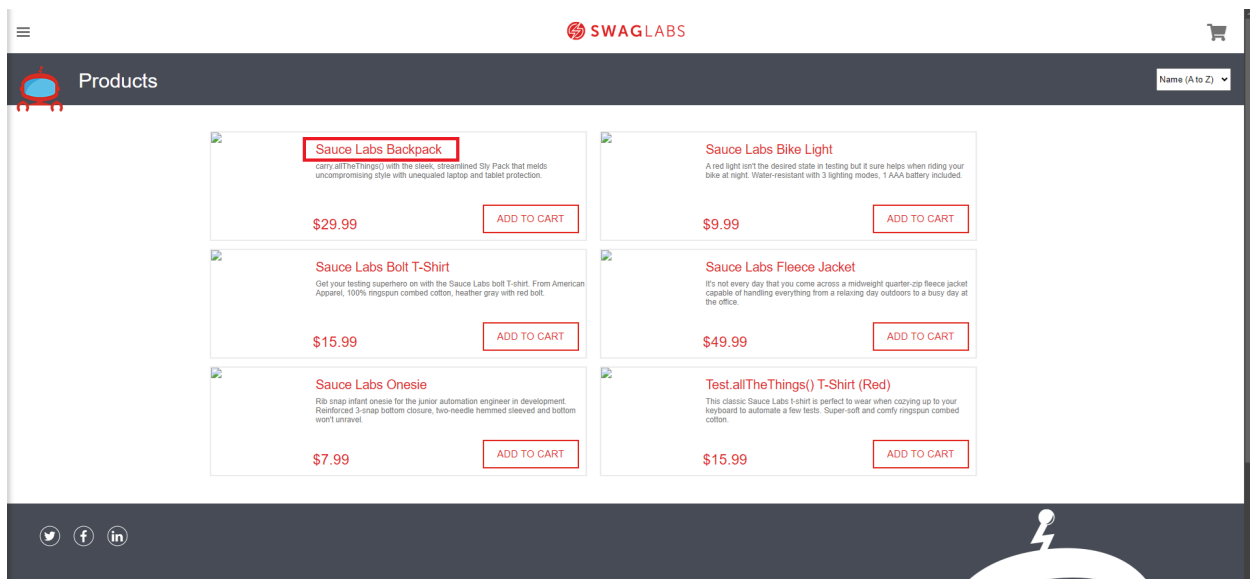 SWAGLABS
Products
Name (A to Z)
Sauce Labs Backpack
carry.allTheThings() with the sleek, streamlined Sly Pack that melds
uncompromising style with unequaled laptop and tablet protection.
$29.99
ADD TO CART
Sauce Labs Bike Light
A red light isn't the desired state in testing but it sure helps when riding your
bike at night. Water-resistant with 3 lighting modes, 1 AAA battery included.
$9.99
ADD TO CART
Sauce Labs Bolt T-Shirt
Get your testing superhero on with the Sauce Labs bolt T-shirt. From American
Apparel, 100% ringspun combed cotton, heather gray with red bolt.
$15.99
ADD TO CART
Sauce Labs Fleece Jacket
It's not every day that you come across a midweight quarter-zip fleece jacket
capable of handling everything from a relaxing day outdoors to a busy day at
the office.
$49.99
ADD TO CART
Sauce Labs Onesie
Rib snap infant onesie for the junior automation engineer in development.
Reinforced 3-snap bottom closure, two-needle hemmed sleeved and bottom
won't unravel.
$7.99
ADD TO CART
Test.allTheThings() T-Shirt (Red)
This classic Sauce Labs t-shirt is perfect to wear when cozying up to your
keyboard to automate a few tests. Super-soft and comfy ringspun combed
cotton.
$15.99
ADD TO CART